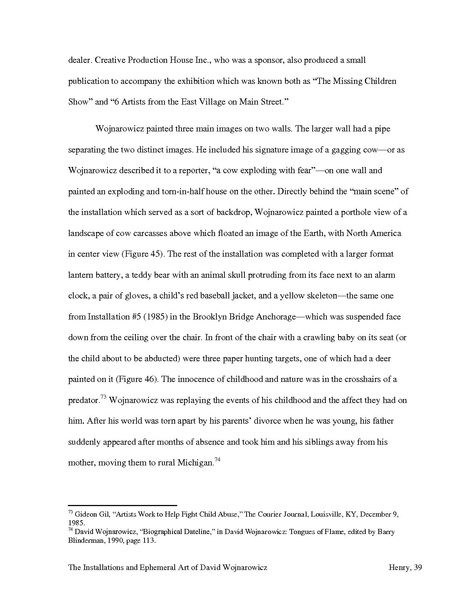 dealer. Creative Production House Inc., who was a sponsor, also produced a small
publication to accompany the exhibition which was known both as “The Missing Children
Show” and “6 Artists from the East Village on Main Street.”
Wojnarowicz painted three main images on two walls. The larger wall had a pipe
separating the two distinct images. He included his signature image of a gagging cow—or as
Wojnarowicz described it to a reporter, “a cow exploding with fear”—on one wall and
painted an exploding and torn-in-half house on the other. Directly behind the “main scene” of
the installation which served as a sort of backdrop, Wojnarowicz painted a porthole view of a
landscape of cow carcasses above which floated an image of the Earth, with North America
in center view (Figure 45). The rest of the installation was completed with a larger format
lantern battery, a teddy bear with an animal skull protruding from its face next to an alarm
clock, a pair of gloves, a child’s red baseball jacket, and a yellow skeleton—the same one
from Installation #5 (1985) in the Brooklyn Bridge Anchorage—which was suspended face
down from the ceiling over the chair. In front of the chair with a crawling baby on its seat (or
the child about to be abducted) were three paper hunting targets, one of which had a deer
painted on it (Figure 46). The innocence of childhood and nature was in the crosshairs of a
predator.73 Wojnarowicz was replaying the events of his childhood and the affect they had on
him. After his world was torn apart by his parents’ divorce when he was young, his father
suddenly appeared after months of absence and took him and his siblings away from his
mother, moving them to rural Michigan.74
73 Gideon Gil, “Artists Work to Help Fight Child Abuse,” The Courier Journal, Louisville, KY, December 9,
1985.
74 David Wojnarowicz, “Biographical Dateline,” in David Wojnarowicz: Tongues of Flame, edited by Barry
Blinderman, 1990, page 113.
The Installations and Ephemeral Art of David Wojnarowicz Henry, 39